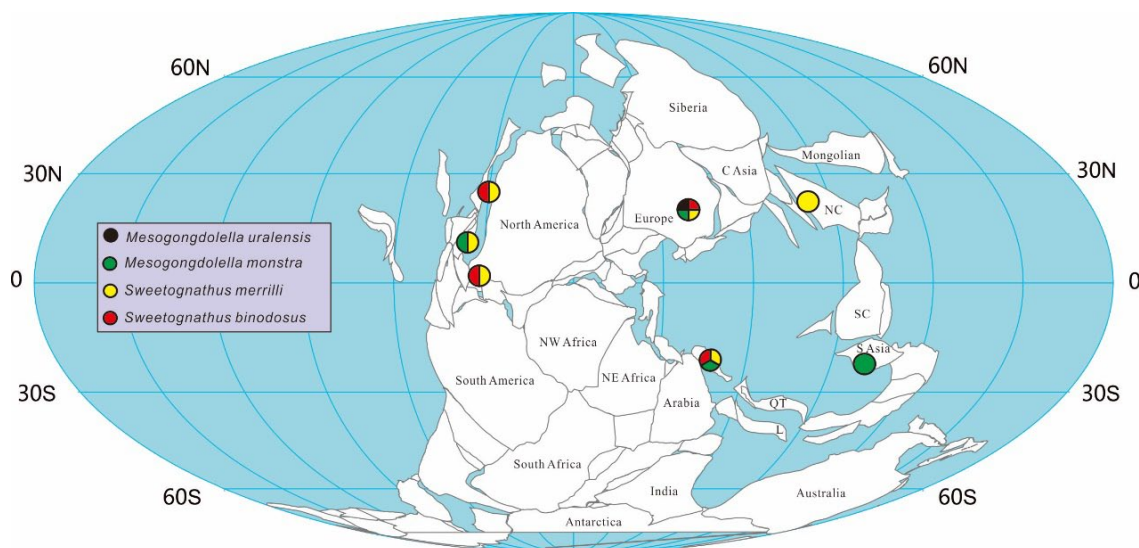 60N
60N
Siberia
Mongolian
30N
C Asia
30N
Europe
NC
North America
Mesogongdolella uralensis
Mesogongdolella monstra
Sweetognathus merrilli
Sweetognathus binodosus
0
0
SC
NW Africa
S Asia
South America
NE Africa
30S
Arabia
QT
30S
L
South Africa
60S
India
Australia
60S
Antarctica